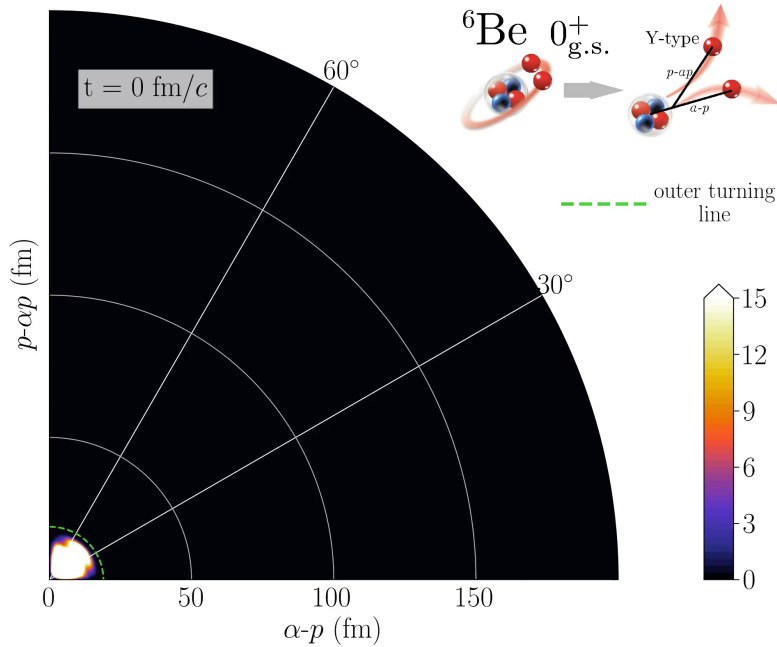 ⁶Be 0⁺g.s.
Y-type
p-αp
α-p
t = 0 fm/c
60°
30°
outer turning
line
p-αp (fm)
15
12
9
6
3
0
0 50 100 150
α-p (fm)